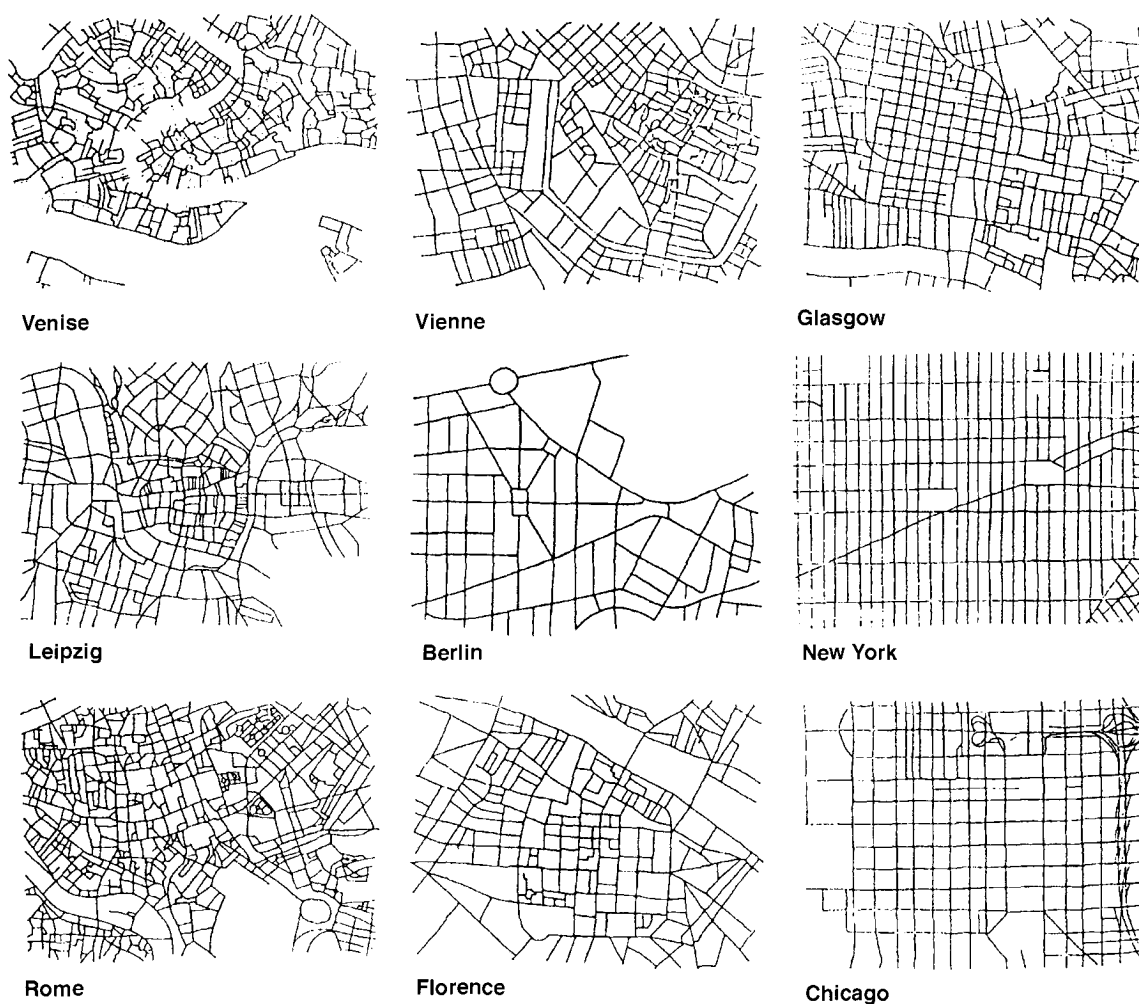 Venise
Vienne
Glasgow
Leipzig
Berlin
New York
Rome
Florence
Chicago